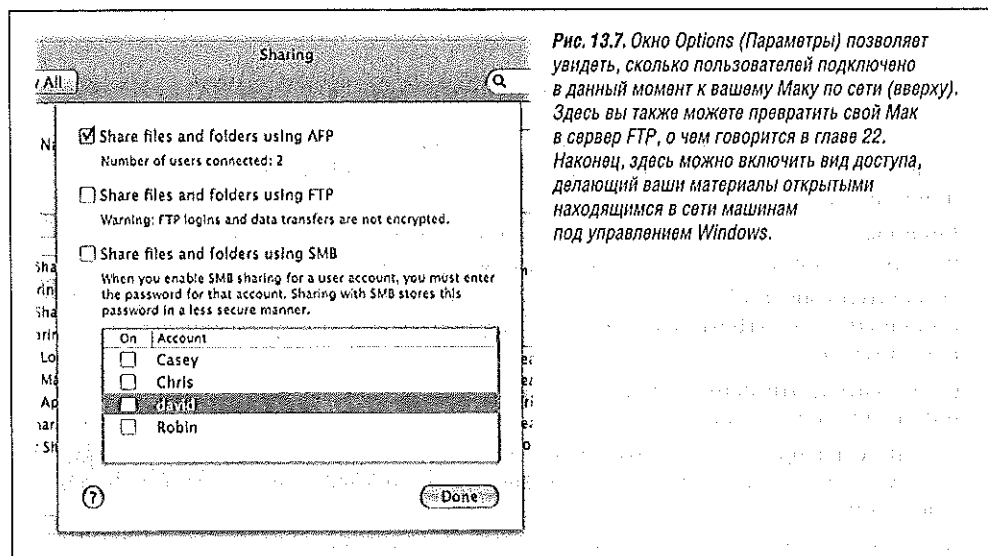 Sharing
All
Share files and folders using AFP
Number of users connected: 2
Share files and folders using FTP
Warning: FTP logins and data transfers are not encrypted.
Share files and folders using SMB
When you enable SMB sharing for a user account, you must enter
the password for that account. Sharing with SMB stores this
password in a less secure manner.
On Account
Casey
Chris
david
Robin
?
Done
Рис. 13.7. Окно Options (Параметры) позволяет
увидеть, сколько пользователей подключено
в данный момент к вашему Маку по сети (вверху).
Здесь вы также можете превратить свой Мак
в сервер FTP, о чем говорится в главе 22.
Наконец, здесь можно включить вид доступа,
делающий ваши материалы открытыми
находящимся в сети машинам
под управлением Windows.